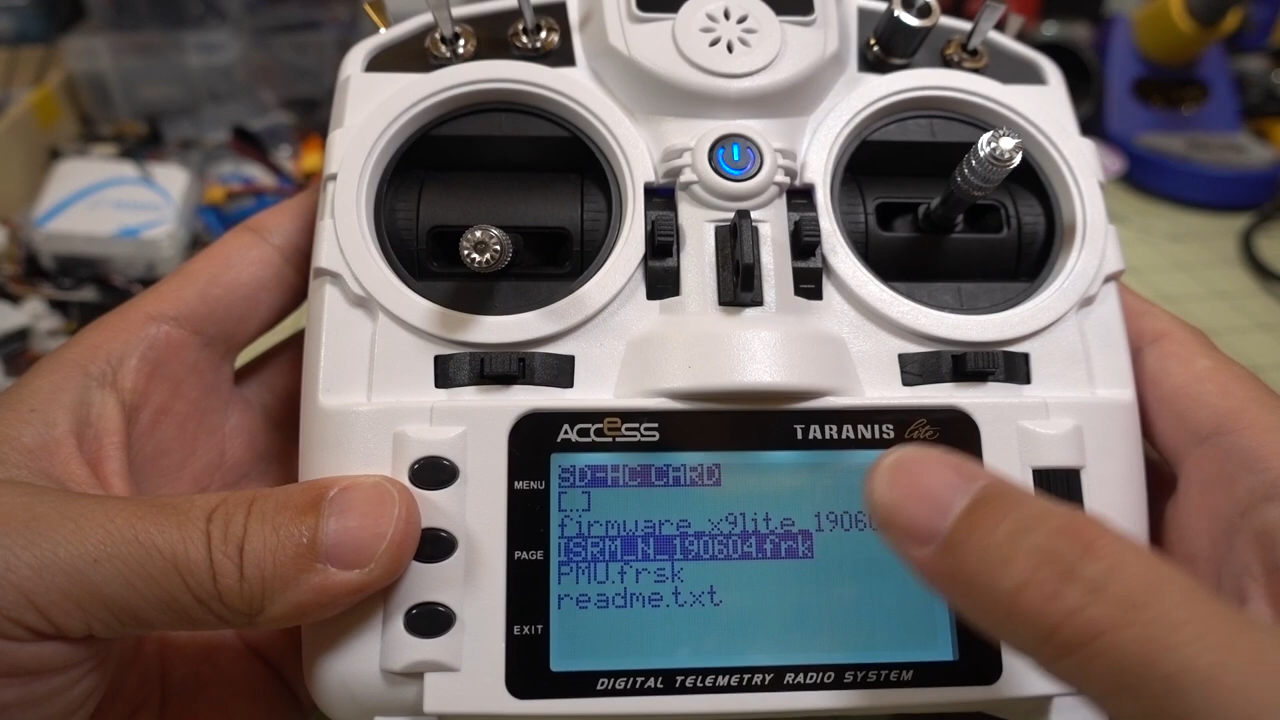 ACCeSS
TARANIS lite
MENU
PAGE
EXIT
SD-HC CARD
[..]
firmware_x9lite_1906
ISRM_N_190604.frk
PMU.frsk
readme.txt
DIGITAL TELEMETRY RADIO SYSTEM